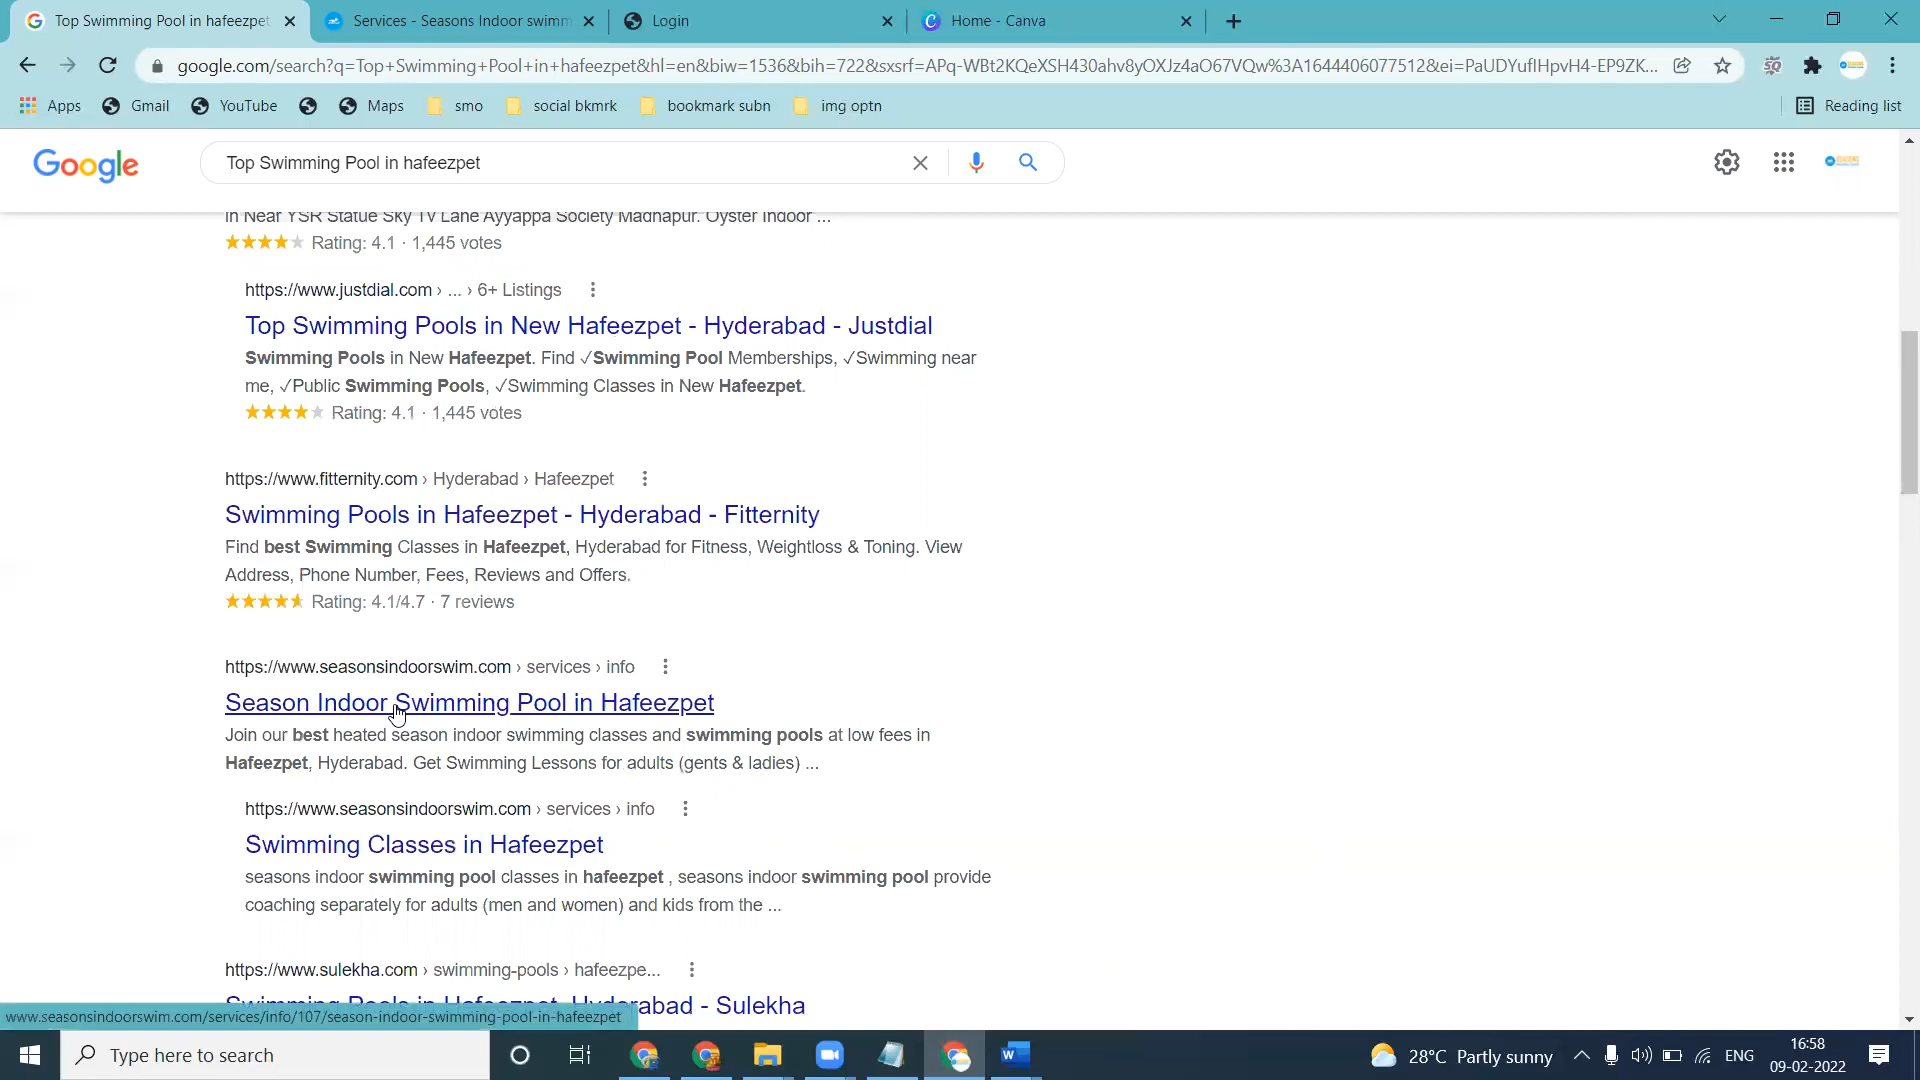 Top Swimming Pool in hafeezpet
Services - Seasons Indoor swimm
Login
Home - Canva
google.com/search?q=Top+Swimming+Pool+in+hafeezpet&hl=en&biw=1536&bih=722&sxsrf=APq-WBt2KQeXSH430ahv8yOXJz4aO67VQw%3A1644406077512&ei=PaUDYuflHpvH4-EP9ZK...
Apps
Gmail
YouTube
Maps
smo
social bkmrk
bookmark subn
img optn
Reading list
Google
Top Swimming Pool in hafeezpet
in Near YSR Statue Sky TV Lane Ayyappa Society Madhapur. Oyster Indoor ...
Rating: 4.1 · 1,445 votes
https://www.justdial.com › ... › 6+ Listings
Top Swimming Pools in New Hafeezpet - Hyderabad - Justdial
Swimming Pools in New Hafeezpet. Find ✓Swimming Pool Memberships, ✓Swimming near
me, ✓Public Swimming Pools, ✓Swimming Classes in New Hafeezpet.
Rating: 4.1 · 1,445 votes
https://www.fitternity.com › Hyderabad › Hafeezpet
Swimming Pools in Hafeezpet - Hyderabad - Fitternity
Find best Swimming Classes in Hafeezpet, Hyderabad for Fitness, Weightloss & Toning. View
Address, Phone Number, Fees, Reviews and Offers.
Rating: 4.1/4.7 · 7 reviews
https://www.seasonsindoorswim.com › services › info
Season Indoor Swimming Pool in Hafeezpet
Join our best heated season indoor swimming classes and swimming pools at low fees in
Hafeezpet, Hyderabad. Get Swimming Lessons for adults (gents & ladies) ...
https://www.seasonsindoorswim.com › services › info
Swimming Classes in Hafeezpet
seasons indoor swimming pool classes in hafeezpet , seasons indoor swimming pool provide
coaching separately for adults (men and women) and kids from the ...
https://www.sulekha.com › swimming-pools › hafeezpe...
Swimming Pools in Hafeezpet, Hyderabad - Sulekha
www.seasonsindoorswim.com/services/info/107/season-indoor-swimming-pool-in-hafeezpet
Type here to search
28°C Partly sunny
ENG
16:58
09-02-2022